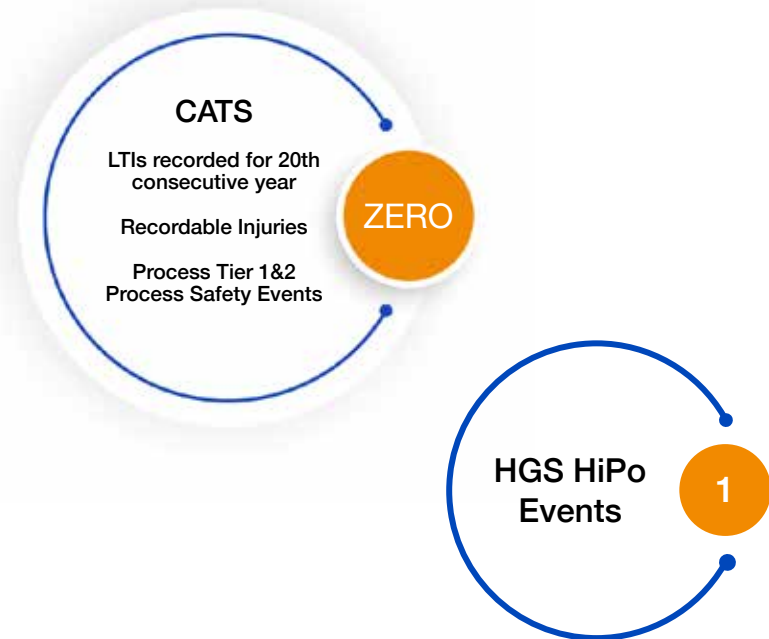 CATS
LTIs recorded for 20th
consecutive year
Recordable Injuries
Process Tier 1&2
Process Safety Events
ZERO
HGS HiPo
Events
1